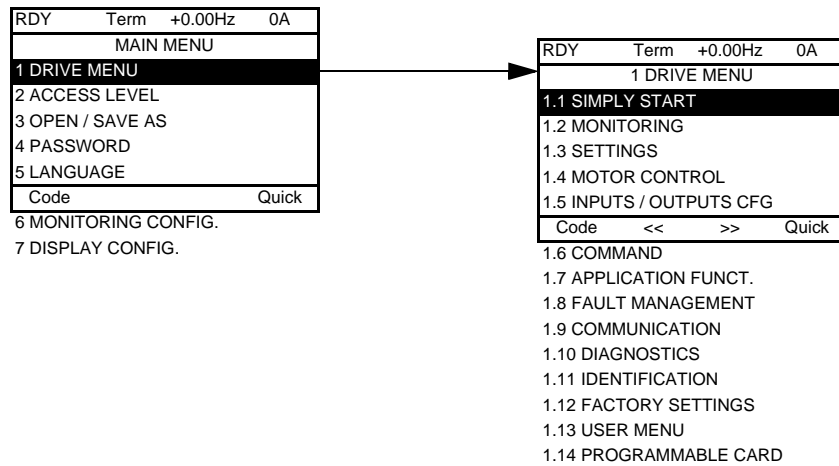 RDY Term +0.00Hz 0A
MAIN MENU
1 DRIVE MENU
2 ACCESS LEVEL
3 OPEN / SAVE AS
4 PASSWORD
5 LANGUAGE
Code Quick
6 MONITORING CONFIG.
7 DISPLAY CONFIG.
RDY Term +0.00Hz 0A
1 DRIVE MENU
1.1 SIMPLY START
1.2 MONITORING
1.3 SETTINGS
1.4 MOTOR CONTROL
1.5 INPUTS / OUTPUTS CFG
Code << >> Quick
1.6 COMMAND
1.7 APPLICATION FUNCT.
1.8 FAULT MANAGEMENT
1.9 COMMUNICATION
1.10 DIAGNOSTICS
1.11 IDENTIFICATION
1.12 FACTORY SETTINGS
1.13 USER MENU
1.14 PROGRAMMABLE CARD